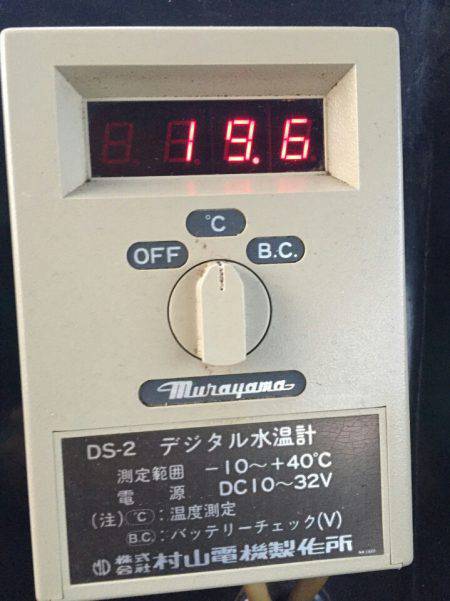 19.6
°C
OFF
B.C.
Murayama
DS-2 デジタル水温計
測定範囲 -10～+40℃
電源 DC10～32V
(注) ℃:温度測定
B.C.:バッテリーチェック(V)
株式会社 村山電機製作所